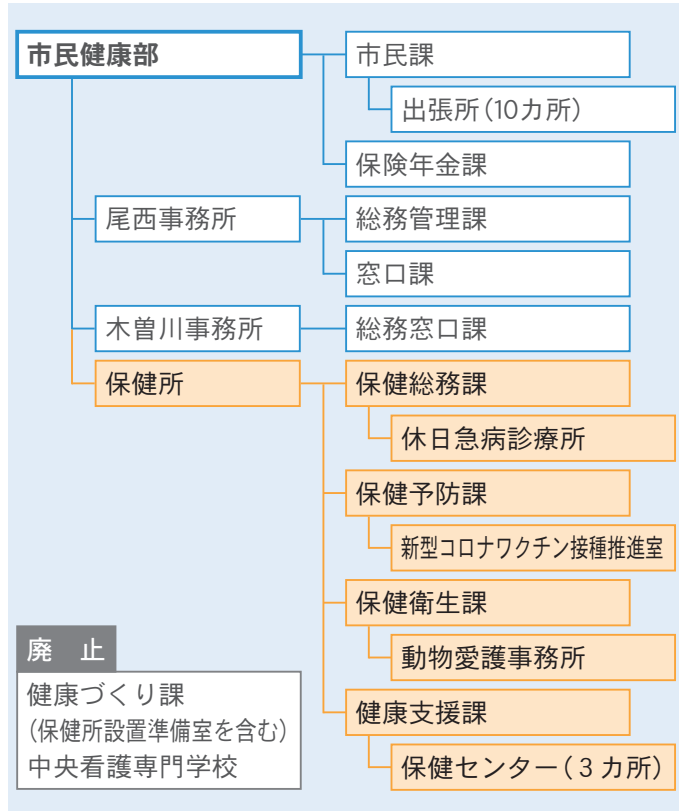 市民健康部
市民課
出張所(10カ所)
保険年金課
尾西事務所
総務管理課
窓口課
木曽川事務所
総務窓口課
保健所
保健総務課
休日急病診療所
保健予防課
新型コロナワクチン接種推進室
保健衛生課
動物愛護事務所
健康支援課
保健センター(3カ所)
廃 止
健康づくり課
(保健所設置準備室を含む)
中央看護専門学校